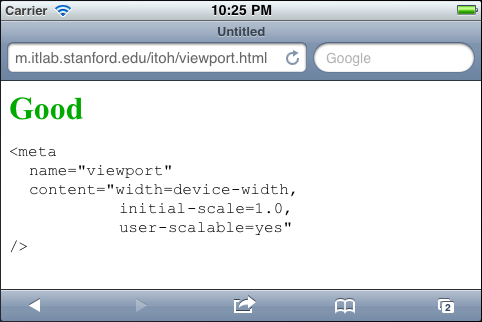 Carrier 10:25 PM
Untitled
m.itlab.stanford.edu/itoh/viewport.html Google
Good
<meta
  name="viewport"
  content="width=device-width,
           initial-scale=1.0,
           user-scalable=yes"
/>
2